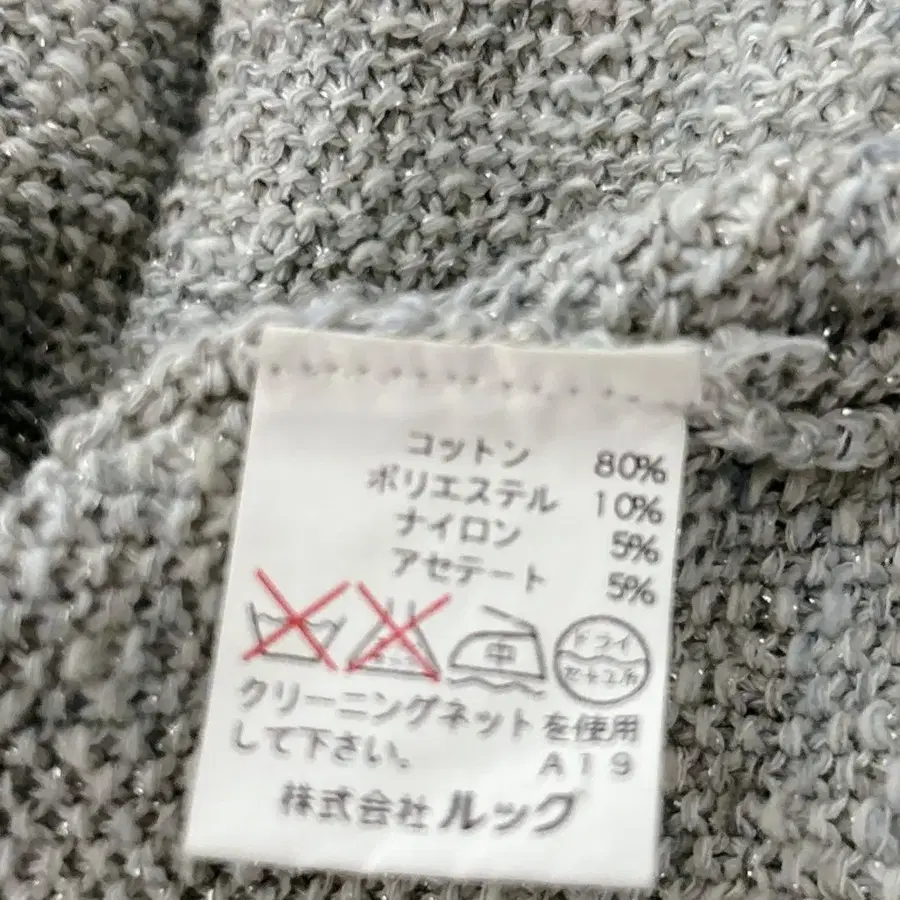 コットン 80%
ポリエステル 10%
ナイロン 5%
アセテート 5%
中
ドライ
セキユ系
クリーニングネットを使用
して下さい。 A19
株式会社 ルック